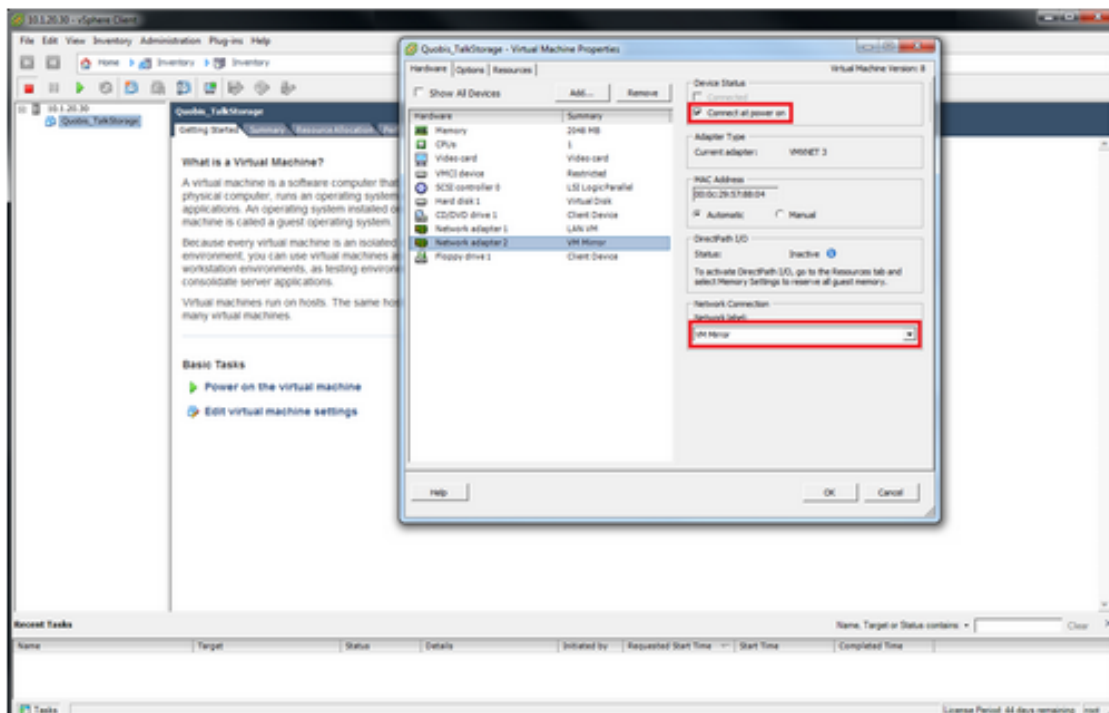 10.1.20.30 - vSphere Client
File Edit View Inventory Administration Plug-ins Help
Home Inventory Inventory
10.1.20.30
Quobis_TalkStorage
Quobis_TalkStorage
Getting Started Summary Resource Allocation
What is a Virtual Machine?
A virtual machine is a software computer that
physical computer, runs an operating system
applications. An operating system installed
machine is called a guest operating system.
Because every virtual machine is an isolated
environment, you can use virtual machines
workstation environments, as testing
consolidate server applications.
Virtual machines run on hosts. The same
many virtual machines.
Basic Tasks
Power on the virtual machine
Edit virtual machine settings
Quobis_TalkStorage - Virtual Machine Properties
Hardware Options Resources
Virtual Machine Version: 8
Show All Devices
Add... Remove
Hardware Summary
Memory 2048 MB
CPUs 1
Video card Video card
VMCI device Restricted
SCSI controller 0 LSI Logic Parallel
Hard disk 1 Virtual Disk
CD/DVD drive 1 Client Device
Network adapter 1 LAN VM
Network adapter 2 VM Mirror
Floppy drive 1 Client Device
Device Status
Connected
Connect at power on
Adapter Type
Current adapter: VMXNET 3
MAC Address
00:0c:29:57:88:04
Automatic Manual
DirectPath I/O
Status: Inactive
To activate DirectPath I/O, go to the Resources tab and
select Memory Settings to reserve all guest memory.
Network Connection
Network label:
VM Mirror
Help OK Cancel
Recent Tasks
Name, Target or Status contains: Clear
Name Target Status Details Initiated by Requested Start Time Start Time Completed Time
Tasks
License Period: 44 days remaining root